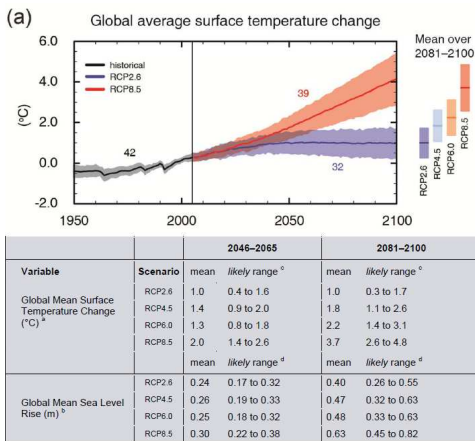 (a)
Global average surface temperature change
(°C)
6.0
4.0
2.0
0.0
-2.0
1950
2000
2050
2100
historical
RCP2.6
RCP8.5
42
39
32
Mean over
2081–2100
RCP2.6
RCP4.5
RCP6.0
RCP8.5
2046–2065 2081–2100
Variable Scenario mean likely range c mean likely range c
Global Mean Surface Temperature Change (°C) a
RCP2.6 1.0 0.4 to 1.6 1.0 0.3 to 1.7
RCP4.5 1.4 0.9 to 2.0 1.8 1.1 to 2.6
RCP6.0 1.3 0.8 to 1.8 2.2 1.4 to 3.1
RCP8.5 2.0 1.4 to 2.6 3.7 2.6 to 4.8
mean likely range d mean likely range d
Global Mean Sea Level Rise (m) b
RCP2.6 0.24 0.17 to 0.32 0.40 0.26 to 0.55
RCP4.5 0.26 0.19 to 0.33 0.47 0.32 to 0.63
RCP6.0 0.25 0.18 to 0.32 0.48 0.33 to 0.63
RCP8.5 0.30 0.22 to 0.38 0.63 0.45 to 0.82